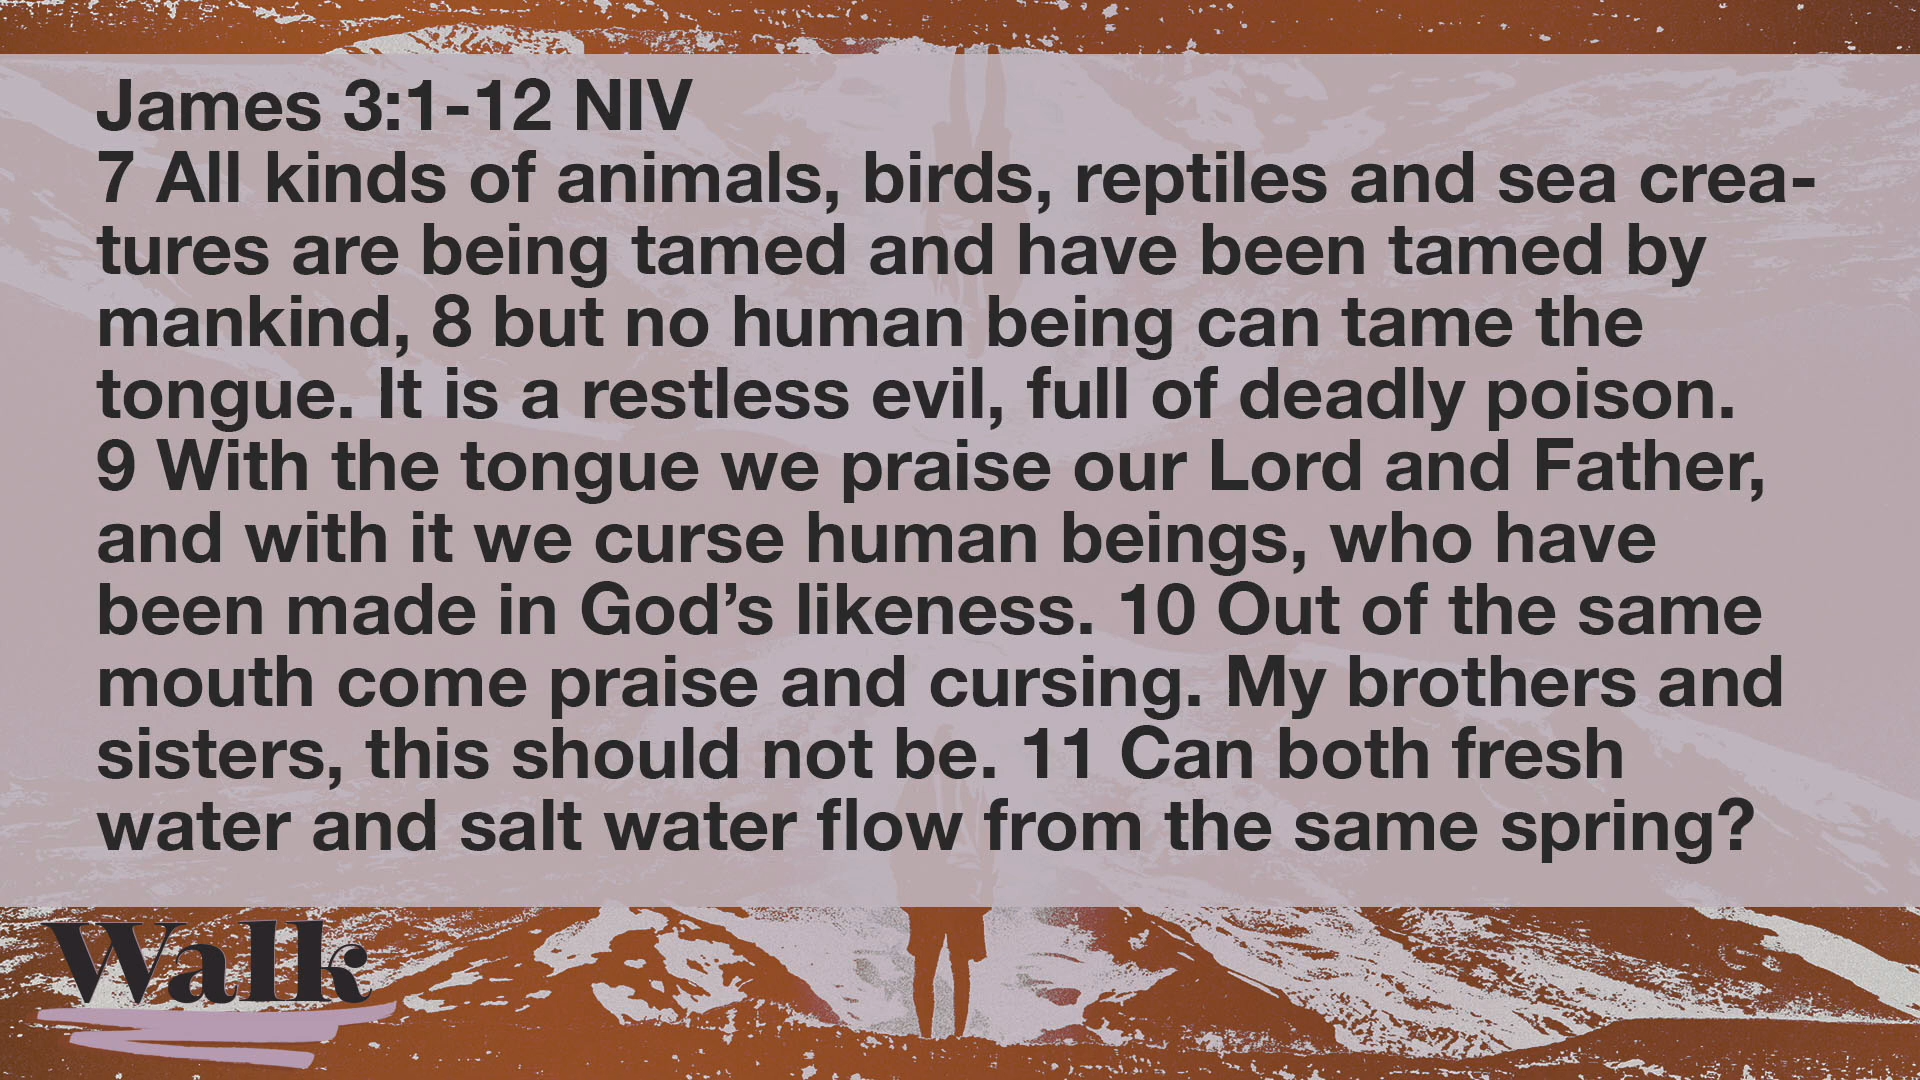 James 3:1-12 NIV
7 All kinds of animals, birds, reptiles and sea crea-
tures are being tamed and have been tamed by
mankind, 8 but no human being can tame the
tongue. It is a restless evil, full of deadly poison.
9 With the tongue we praise our Lord and Father,
and with it we curse human beings, who have
been made in God’s likeness. 10 Out of the same
mouth come praise and cursing. My brothers and
sisters, this should not be. 11 Can both fresh
water and salt water flow from the same spring?
Walk